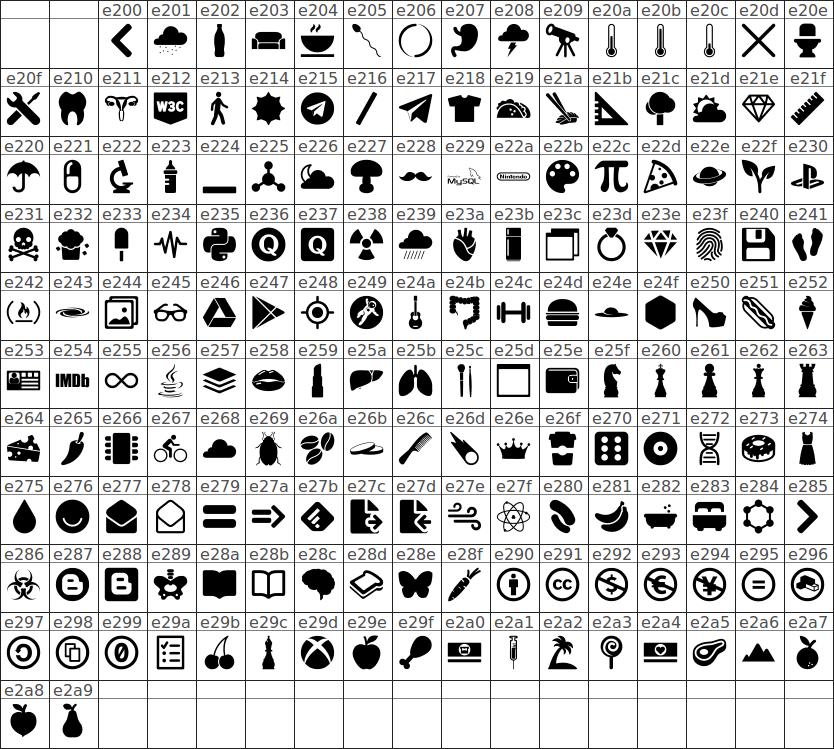 e200 e201 e202 e203 e204 e205 e206 e207 e208 e209 e20a e20b e20c e20d e20e
e20f e210 e211 e212 e213 e214 e215 e216 e217 e218 e219 e21a e21b e21c e21d e21e e21f
W3C
e220 e221 e222 e223 e224 e225 e226 e227 e228 e229 e22a e22b e22c e22d e22e e22f e230
MySQL Nintendo π
e231 e232 e233 e234 e235 e236 e237 e238 e239 e23a e23b e23c e23d e23e e23f e240 e241
Q Q
e242 e243 e244 e245 e246 e247 e248 e249 e24a e24b e24c e24d e24e e24f e250 e251 e252
e253 e254 e255 e256 e257 e258 e259 e25a e25b e25c e25d e25e e25f e260 e261 e262 e263
IMDb
e264 e265 e266 e267 e268 e269 e26a e26b e26c e26d e26e e26f e270 e271 e272 e273 e274
e275 e276 e277 e278 e279 e27a e27b e27c e27d e27e e27f e280 e281 e282 e283 e284 e285
e286 e287 e288 e289 e28a e28b e28c e28d e28e e28f e290 e291 e292 e293 e294 e295 e296
B B cc $ € ¥ =
e297 e298 e299 e29a e29b e29c e29d e29e e29f e2a0 e2a1 e2a2 e2a3 e2a4 e2a5 e2a6 e2a7
0
e2a8 e2a9